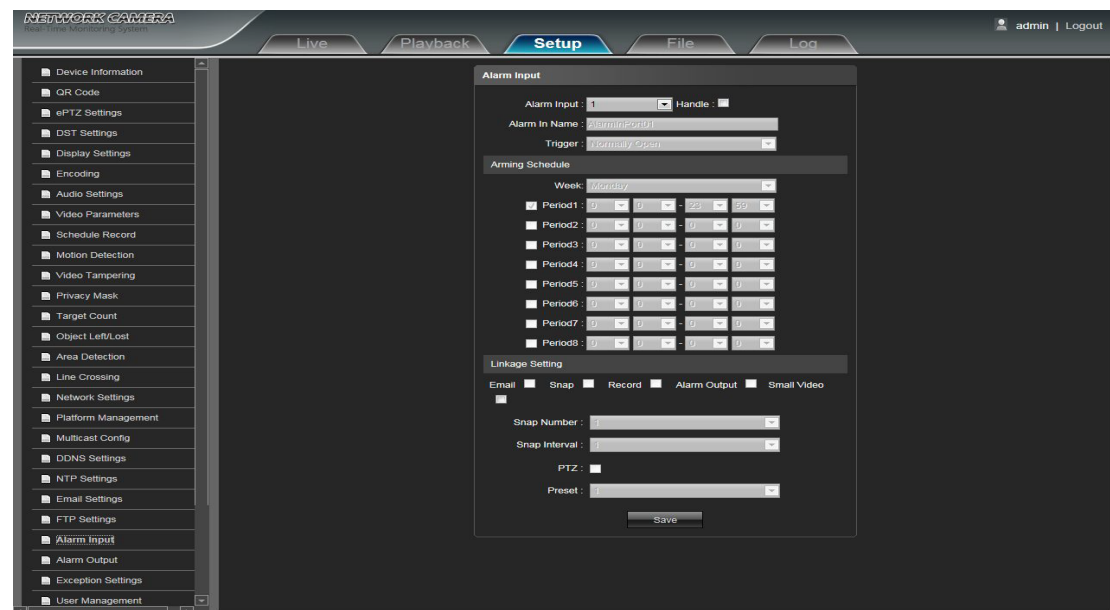 NETWORK CAMERA
Real-Time Monitoring System
Live
Playback
Setup
File
Log
admin | Logout
Device Information
QR Code
ePTZ Settings
DST Settings
Display Settings
Encoding
Audio Settings
Video Parameters
Schedule Record
Motion Detection
Video Tampering
Privacy Mask
Target Count
Object Left/Lost
Area Detection
Line Crossing
Network Settings
Platform Management
Multicast Config
DDNS Settings
NTP Settings
Email Settings
FTP Settings
Alarm Input
Alarm Output
Exception Settings
User Management
Alarm Input
Alarm Input : 1 Handle :
Alarm In Name : AlarmInPort01
Trigger : Normally Open
Arming Schedule
Week: Monday
Period1 : 0 0 - 23 59
Period2 : 0 0 - 0 0
Period3 : 0 0 - 0 0
Period4 : 0 0 - 0 0
Period5 : 0 0 - 0 0
Period6 : 0 0 - 0 0
Period7 : 0 0 - 0 0
Period8 : 0 0 - 0 0
Linkage Setting
Email Snap Record Alarm Output Small Video
Snap Number : 1
Snap Interval :
PTZ :
Preset : 1
Save